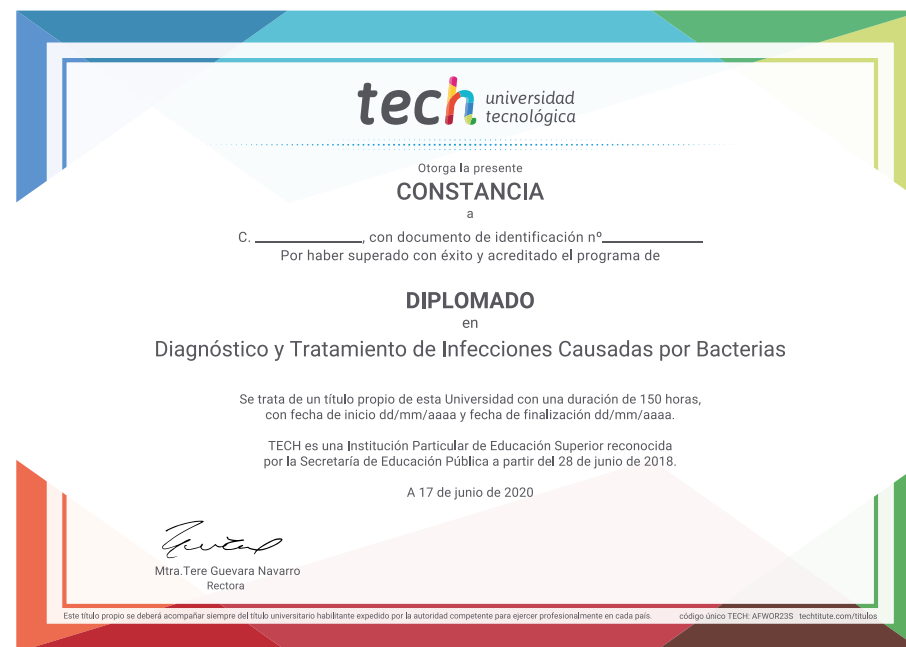 tech universidad
tecnológica
Otorga la presente
CONSTANCIA
a
C. ____________, con documento de identificación nº____________
Por haber superado con éxito y acreditado el programa de
DIPLOMADO
en
Diagnóstico y Tratamiento de Infecciones Causadas por Bacterias
Se trata de un título propio de esta Universidad con una duración de 150 horas,
con fecha de inicio dd/mm/aaaa y fecha de finalización dd/mm/aaaa.
TECH es una Institución Particular de Educación Superior reconocida
por la Secretaría de Educación Pública a partir del 28 de junio de 2018.
A 17 de junio de 2020
Mtra.Tere Guevara Navarro
Rectora
Este título propio se deberá acompañar siempre del título universitario habilitante expedido por la autoridad competente para ejercer profesionalmente en cada país. código único TECH: AFWOR23S techtitute.com/titulos